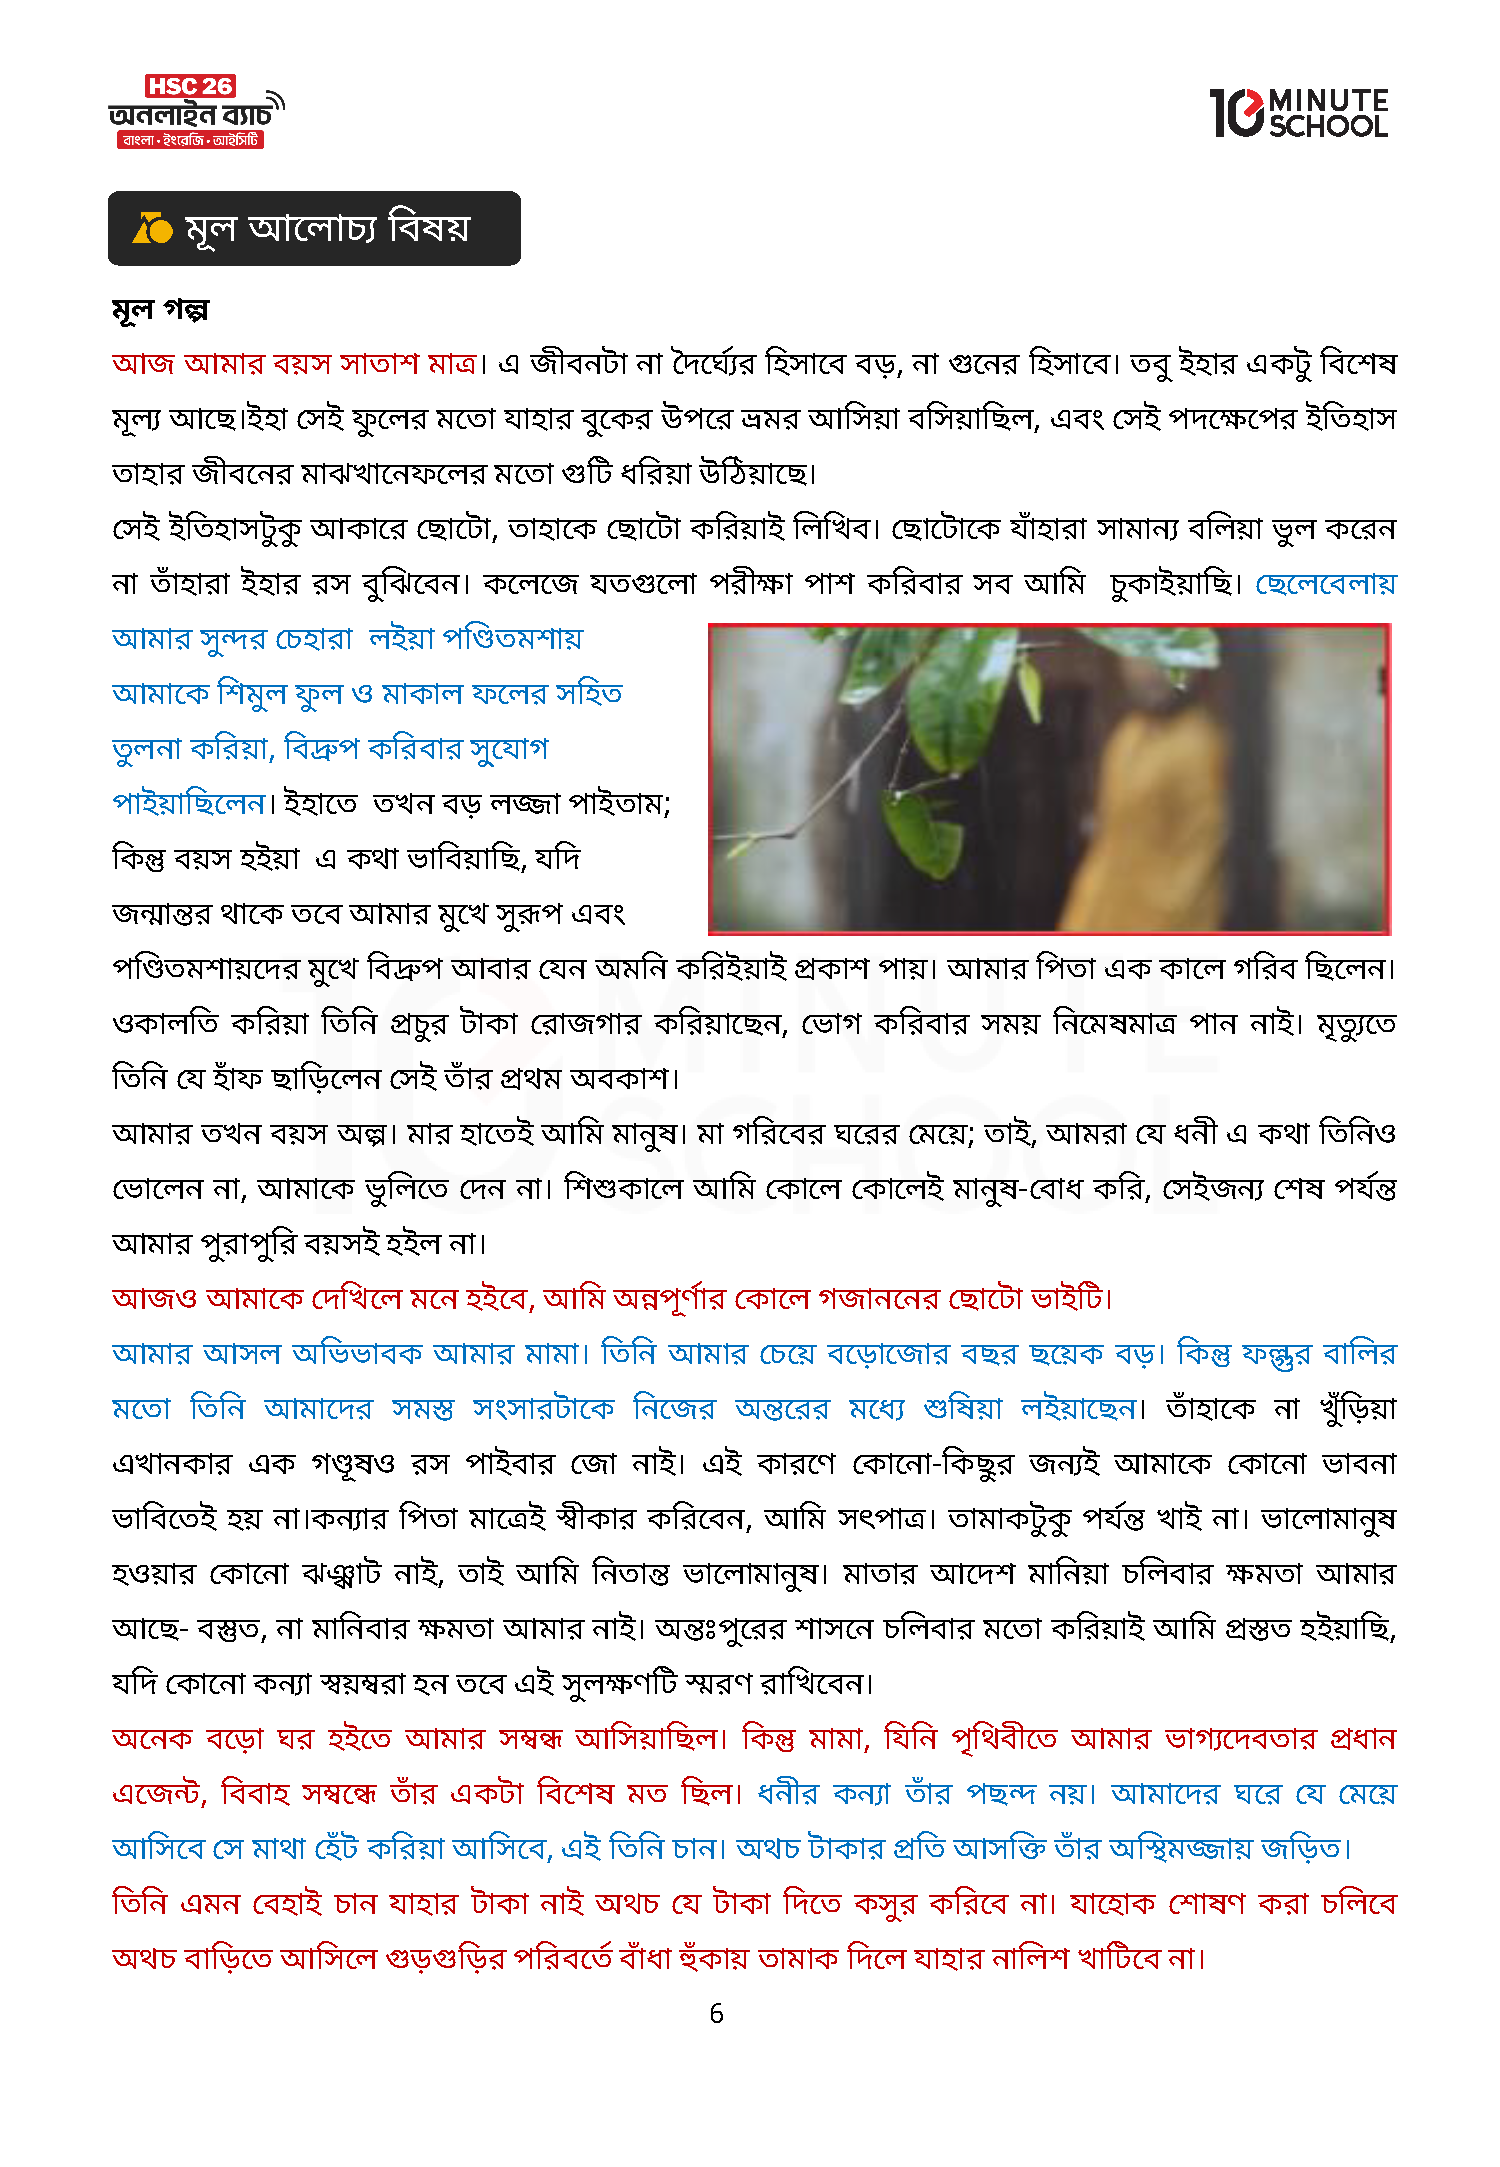 HSC 26
অনলাইন ব্যাচ
বাংলা • ইংরেজি • আইসিটি
10 MINUTE SCHOOL
মূল আলোচ্য বিষয়
মূল গল্প
আজ আমার বয়স সাতাশ মাত্র। এ জীবনটা না দৈর্ঘ্যের হিসাবে বড়, না গুনের হিসাবে। তবু ইহার একটু বিশেষ
মূল্য আছে।ইহা সেই ফুলের মতো যাহার বুকের উপরে ভ্রমর আসিয়া বসিয়াছিল, এবং সেই পদক্ষেপের ইতিহাস
তাহার জীবনের মাঝখানেফলের মতো গুটি ধরিয়া উঠিয়াছে।
সেই ইতিহাসটুকু আকারে ছোটো, তাহাকে ছোটো করিয়াই লিখিব। ছোটোকে যাঁহারা সামান্য বলিয়া ভুল করেন
না তাঁহারা ইহার রস বুঝিবেন। কলেজে যতগুলো পরীক্ষা পাশ করিবার সব আমি চুকাইয়াছি। ছেলেবেলায়
আমার সুন্দর চেহারা লইয়া পণ্ডিতমশায়
আমাকে শিমুল ফুল ও মাকাল ফলের সহিত
তুলনা করিয়া, বিদ্রুপ করিবার সুযোগ
পাইয়াছিলেন। ইহাতে তখন বড় লজ্জা পাইতাম;
কিন্তু বয়স হইয়া এ কথা ভাবিয়াছি, যদি
জন্মান্তর থাকে তবে আমার মুখে সুরূপ এবং
পণ্ডিতমশায়দের মুখে বিদ্রুপ আবার যেন অমনি করিইয়াই প্রকাশ পায়। আমার পিতা এক কালে গরিব ছিলেন।
ওকালতি করিয়া তিনি প্রচুর টাকা রোজগার করিয়াছেন, ভোগ করিবার সময় নিমেষমাত্র পান নাই। মৃত্যুতে
তিনি যে হাঁফ ছাড়িলেন সেই তাঁর প্রথম অবকাশ।
আমার তখন বয়স অল্প। মার হাতেই আমি মানুষ। মা গরিবের ঘরের মেয়ে; তাই, আমরা যে ধনী এ কথা তিনিও
ভোলেন না, আমাকে ভুলিতে দেন না। শিশুকালে আমি কোলে কোলেই মানুষ-বোধ করি, সেইজন্য শেষ পর্যন্ত
আমার পুরাপুরি বয়সই হইল না।
আজও আমাকে দেখিলে মনে হইবে, আমি অন্নপূর্ণার কোলে গজাননের ছোটো ভাইটি।
আমার আসল অভিভাবক আমার মামা। তিনি আমার চেয়ে বড়োজোর বছর ছয়েক বড়। কিন্তু ফল্গুর বালির
মতো তিনি আমাদের সমস্ত সংসারটাকে নিজের অন্তরের মধ্যে শুষিয়া লইয়াছেন। তাঁহাকে না খুঁড়িয়া
এখানকার এক গণ্ডূষও রস পাইবার জো নাই। এই কারণে কোনো-কিছুর জন্যই আমাকে কোনো ভাবনা
ভাবিতেই হয় না।কন্যার পিতা মাত্রেই স্বীকার করিবেন, আমি সৎপাত্র। তামাকটুকু পর্যন্ত খাই না। ভালোমানুষ
হওয়ার কোনো ঝঞ্ঝাট নাই, তাই আমি নিতান্ত ভালোমানুষ। মাতার আদেশ মানিয়া চলিবার ক্ষমতা আমার
আছে- বস্তুত, না মানিবার ক্ষমতা আমার নাই। অন্তঃপুরের শাসনে চলিবার মতো করিয়াই আমি প্রস্তত হইয়াছি,
যদি কোনো কন্যা স্বয়ম্বরা হন তবে এই সুলক্ষণটি স্মরণ রাখিবেন।
অনেক বড়ো ঘর হইতে আমার সম্বন্ধ আসিয়াছিল। কিন্তু মামা, যিনি পৃথিবীতে আমার ভাগ্যদেবতার প্রধান
এজেন্ট, বিবাহ সম্বন্ধে তাঁর একটা বিশেষ মত ছিল। ধনীর কন্যা তাঁর পছন্দ নয়। আমাদের ঘরে যে মেয়ে
আসিবে সে মাথা হেঁট করিয়া আসিবে, এই তিনি চান। অথচ টাকার প্রতি আসক্তি তাঁর অস্থিমজ্জায় জড়িত।
তিনি এমন বেহাই চান যাহার টাকা নাই অথচ যে টাকা দিতে কসুর করিবে না। যাহোক শোষণ করা চলিবে
অথচ বাড়িতে আসিলে গুড়গুড়ির পরিবর্তে বাঁধা হুঁকায় তামাক দিলে যাহার নালিশ খাটিবে না।
6